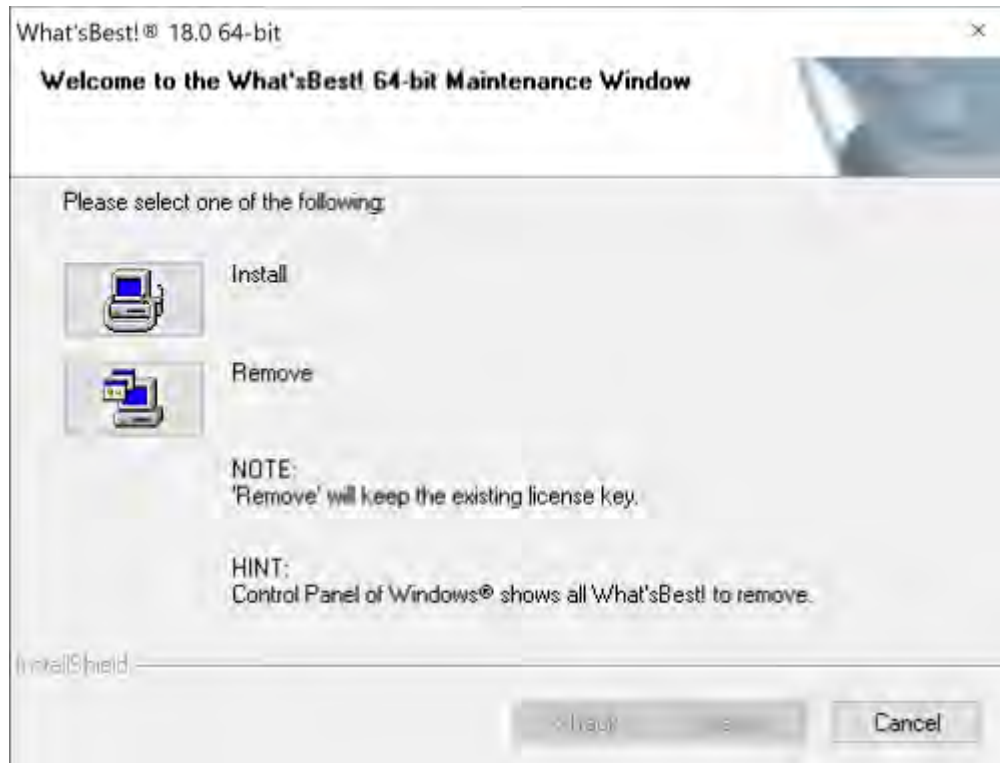 What'sBest!® 18.0 64-bit
Welcome to the What'sBest! 64-bit Maintenance Window
Please select one of the following:
Install
Remove
NOTE:
'Remove' will keep the existing license key.
HINT:
Control Panel of Windows® shows all What'sBest! to remove.
InstallShield
< Back
Cancel